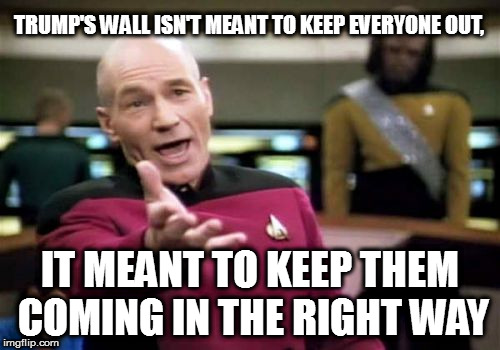 TRUMP'S WALL ISN'T MEANT TO KEEP EVERYONE OUT,
IT MEANT TO KEEP THEM
COMING IN THE RIGHT WAY
imgflip.com